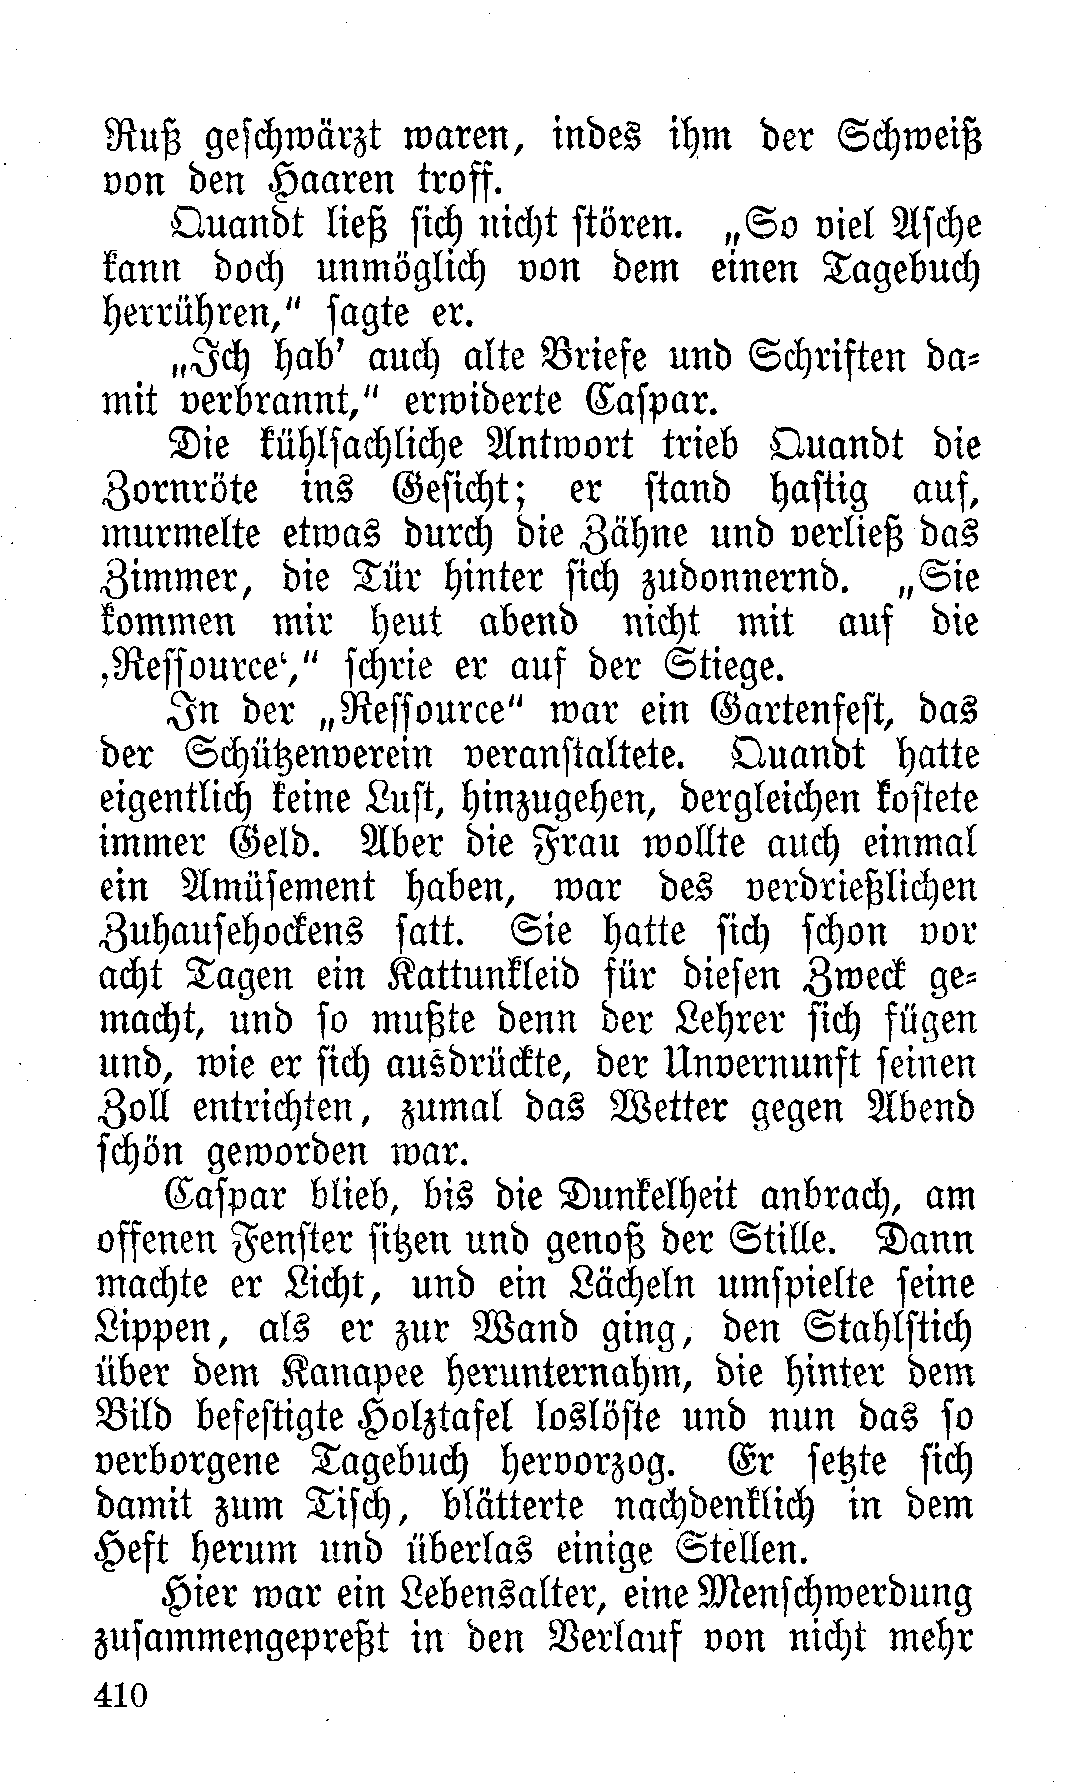 Ruß geschwärzt waren, indes ihm der Schweiß
von den Haaren troff.
Quandt ließ sich nicht stören. „So viel Asche
kann doch unmöglich von dem einen Tagebuch
herrühren,“ sagte er.
„Ich hab’ auch alte Briefe und Schriften da-
mit verbrannt,“ erwiderte Caspar.
Die kühlsachliche Antwort trieb Quandt die
Zornröte ins Gesicht; er stand hastig auf,
murmelte etwas durch die Zähne und verließ das
Zimmer, die Tür hinter sich zudonnernd. „Sie
kommen mir heut abend nicht mit auf die
‚Ressource‘,“ schrie er auf der Stiege.
In der „Ressource“ war ein Gartenfest, das
der Schützenverein veranstaltete. Quandt hatte
eigentlich keine Lust, hinzugehen, dergleichen kostete
immer Geld. Aber die Frau wollte auch einmal
ein Amüsement haben, war des verdrießlichen
Zuhausehockens satt. Sie hatte sich schon vor
acht Tagen ein Kattunkleid für diesen Zweck ge-
macht, und so mußte denn der Lehrer sich fügen
und, wie er sich ausdrückte, der Unvernunft seinen
Zoll entrichten, zumal das Wetter gegen Abend
schön geworden war.
Caspar blieb, bis die Dunkelheit anbrach, am
offenen Fenster sitzen und genoß der Stille. Dann
machte er Licht, und ein Lächeln umspielte seine
Lippen, als er zur Wand ging, den Stahlstich
über dem Kanapee herunternahm, die hinter dem
Bild befestigte Holztafel loslöste und nun das so
verborgene Tagebuch hervorzog. Er setzte sich
damit zum Tisch, blätterte nachdenklich in dem
Heft herum und überlas einige Stellen.
Hier war ein Lebensalter, eine Menschwerdung
zusammengepreßt in den Verlauf von nicht mehr
410